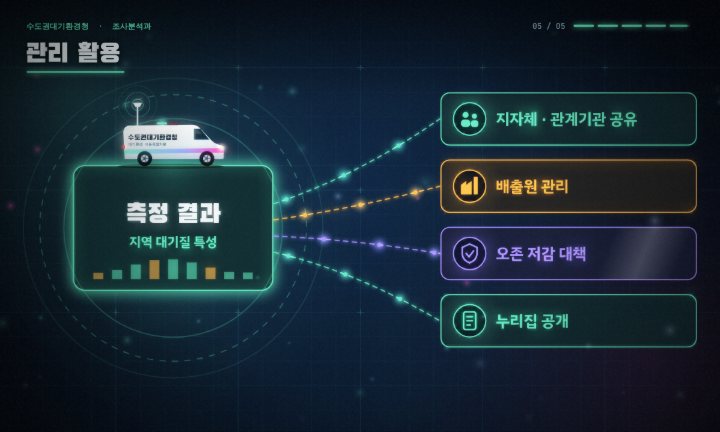 수도권대기환경청 · 조사분석과
05 / 05
관리 활용
수도권대기환경청
측정 결과
지역 대기질 특성
지자체 · 관계기관 공유
배출원 관리
오존 저감 대책
누리집 공개